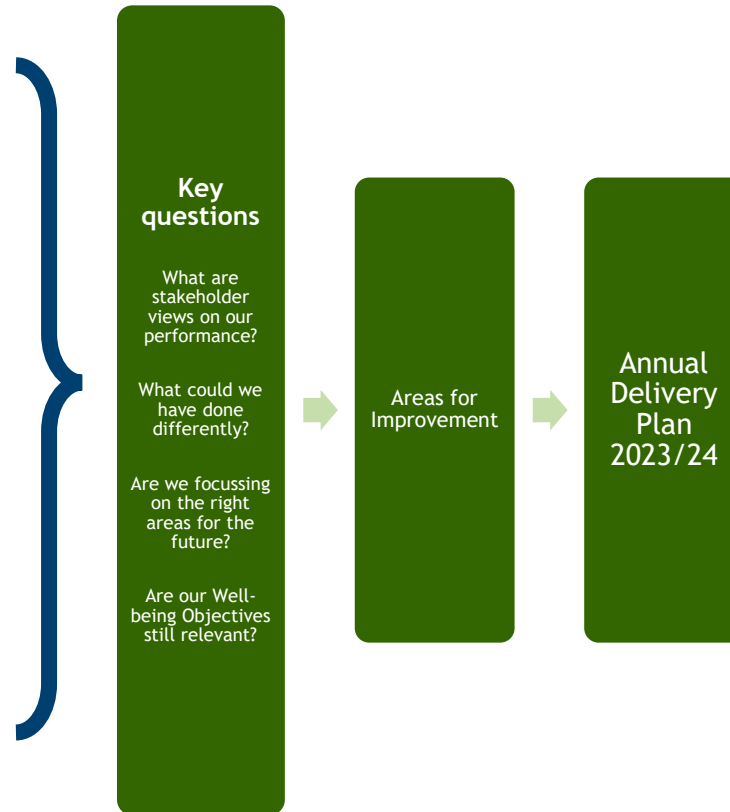 Key
questions
What are
stakeholder
views on our
performance?
What could we
have done
differently?
Are we focussing
on the right
areas for the
future?
Are our Well-
being Objectives
still relevant?
Areas for
Improvement
Annual
Delivery
Plan
2023/24